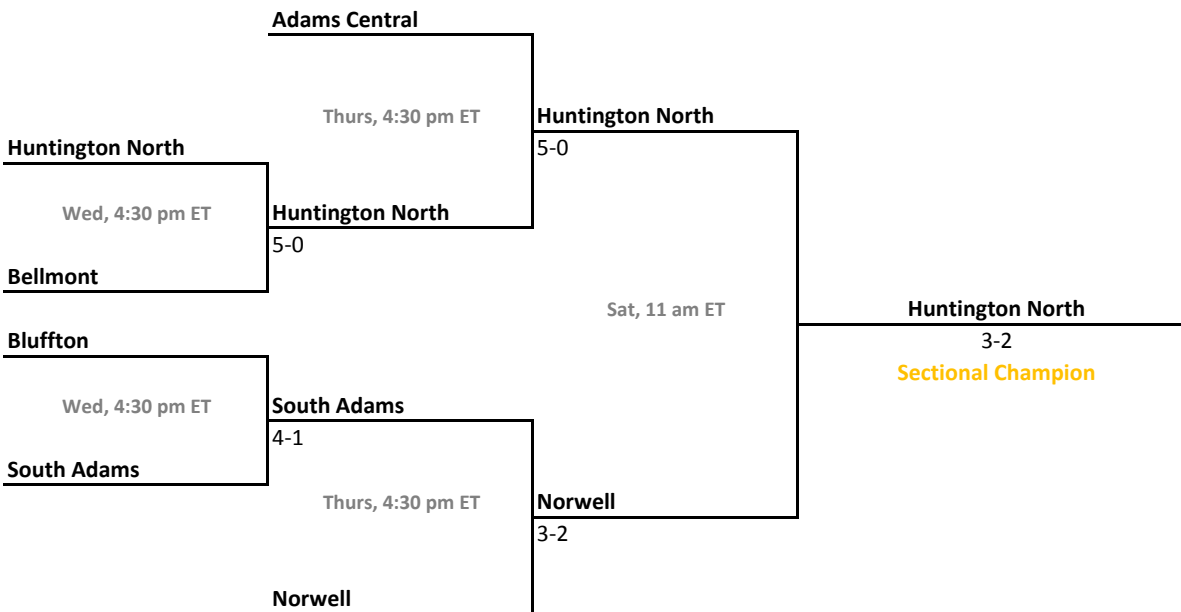 Adams Central
Thurs, 4:30 pm ET
Huntington North
5-0
Huntington North
Wed, 4:30 pm ET
Huntington North
5-0
Bellmont
Sat, 11 am ET
Huntington North
3-2
Sectional Champion
Bluffton
Wed, 4:30 pm ET
South Adams
4-1
South Adams
Thurs, 4:30 pm ET
Norwell
3-2
Norwell